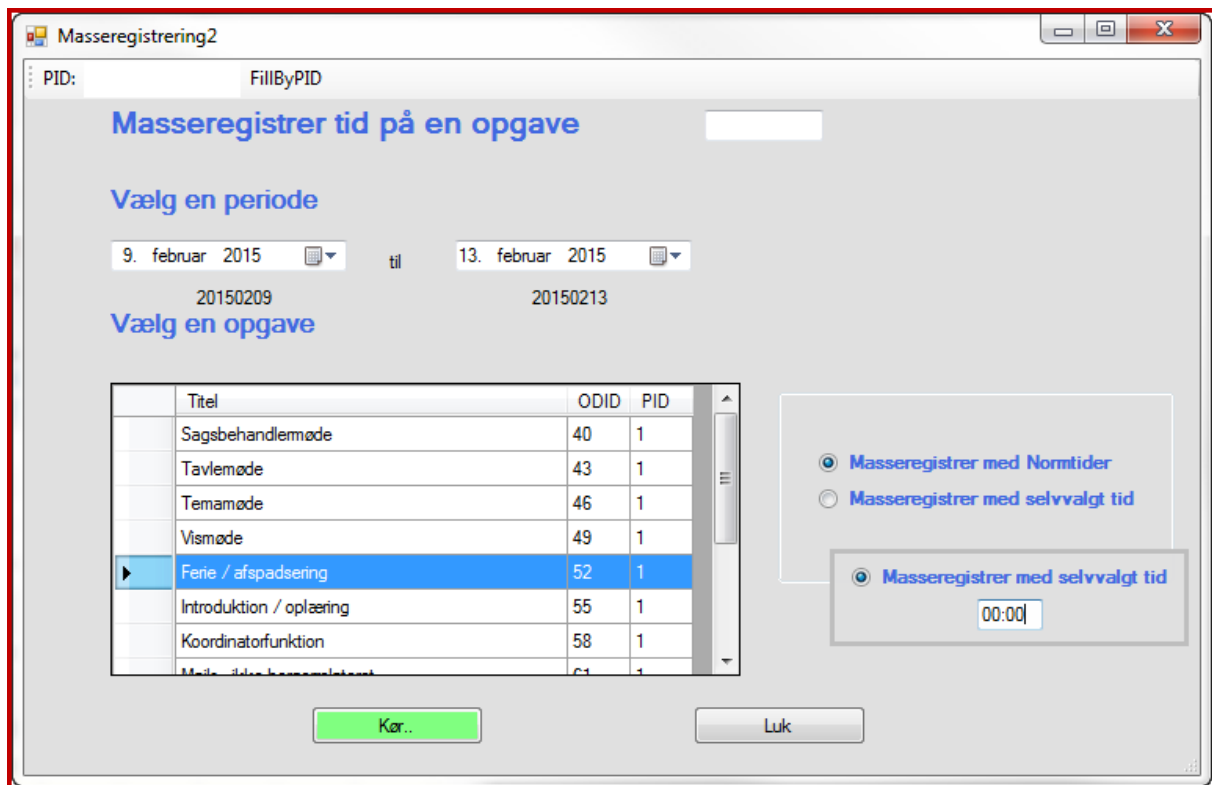 Masseregistrering2
PID: FillByPID
Masseregistrer tid på en opgave
Vælg en periode
9. februar 2015 til 13. februar 2015
20150209 20150213
Vælg en opgave
Titel ODID PID
Sagsbehandlermøde 40 1
Tavlemøde 43 1
Temamøde 46 1
Vismøde 49 1
Ferie / afspadsering 52 1
Introduktion / oplæring 55 1
Koordinatorfunktion 58 1
61 1
Masseregistrer med Normtider
Masseregistrer med selvvalgt tid
Masseregistrer med selvvalgt tid
00:00
Kør.. Luk